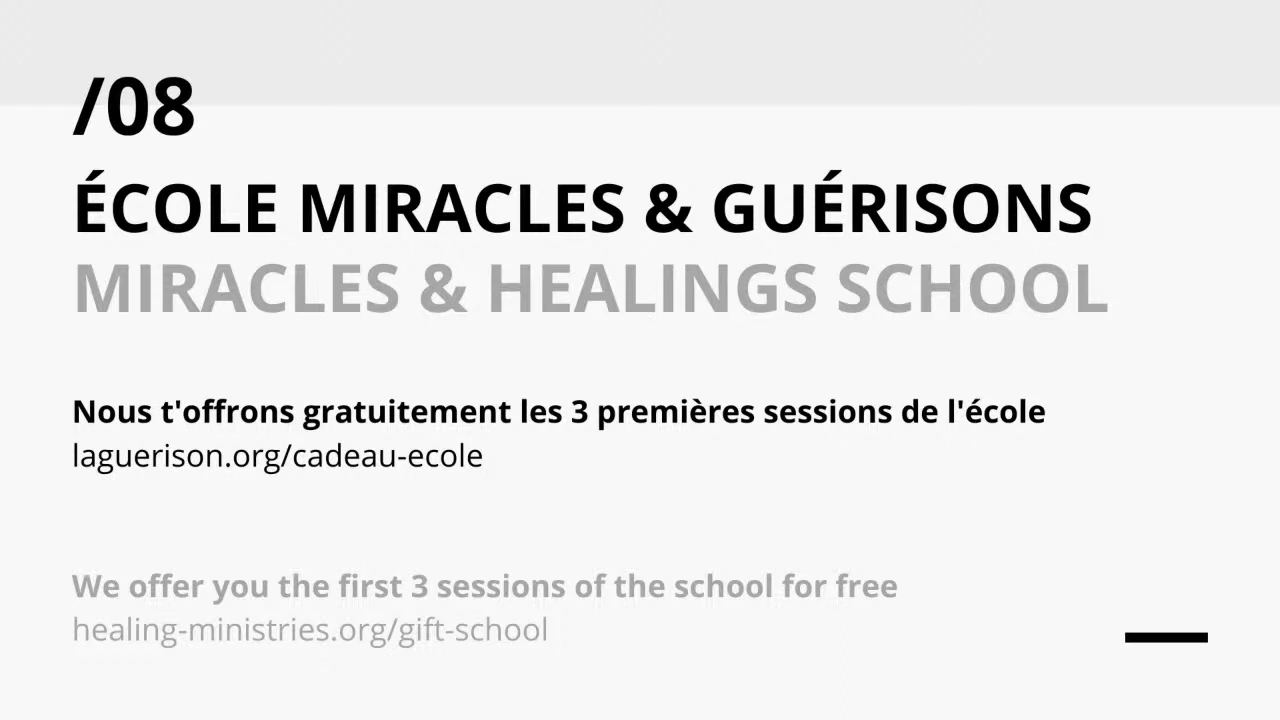 /08
ÉCOLE MIRACLES & GUÉRISONS
MIRACLES & HEALINGS SCHOOL
Nous t'offrons gratuitement les 3 premières sessions de l'école
laguerison.org/cadeau-ecole
We offer you the first 3 sessions of the school for free
healing-ministries.org/gift-school